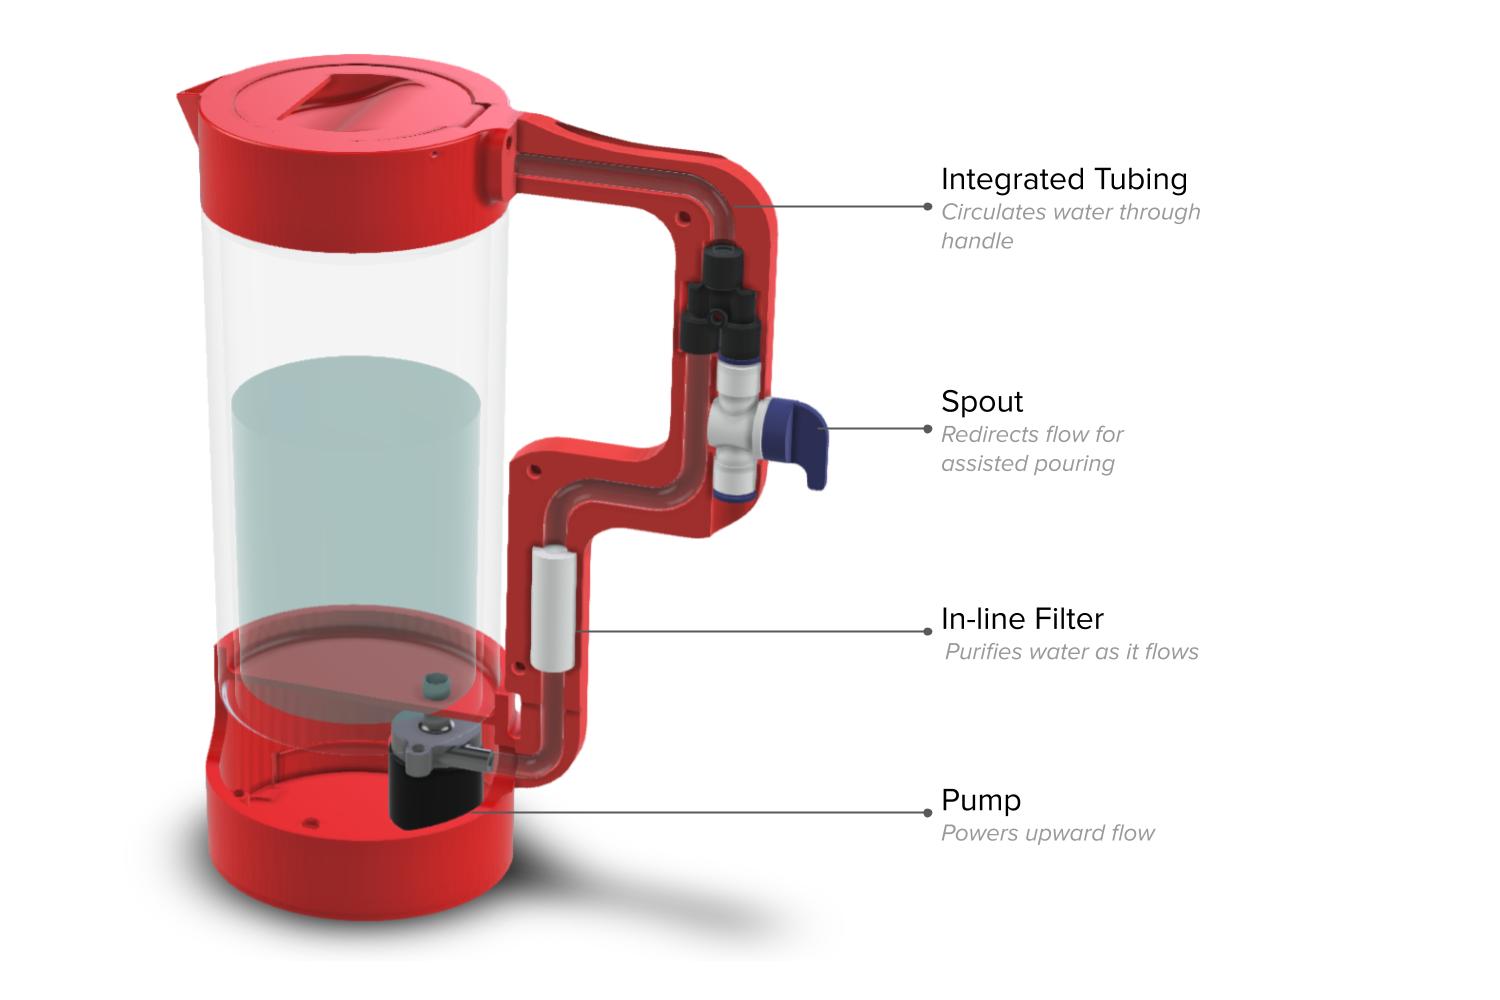 Integrated Tubing
Circulates water through
handle
Spout
Redirects flow for
assisted pouring
In-line Filter
Purifies water as it flows
Pump
Powers upward flow